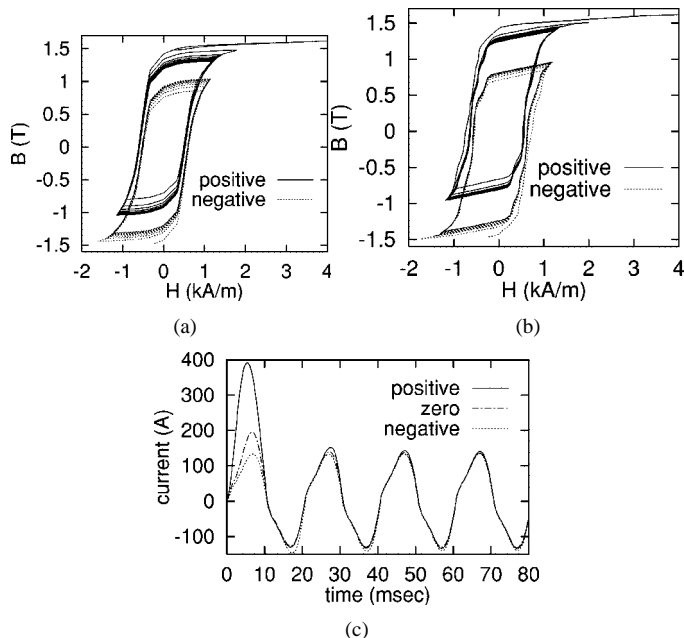 1.5
1
0.5
0
-0.5
-1
-1.5
B (T)
positive
negative
-2 -1 0 1 2 3 4
H (kA/m)
(a)
1.5
1
0.5
0
-0.5
-1
-1.5
B (T)
positive
negative
-2 -1 0 1 2 3 4
H (kA/m)
(b)
400
300
200
100
0
-100
current (A)
positive
zero
negative
0 10 20 30 40 50 60 70 80
time (msec)
(c)